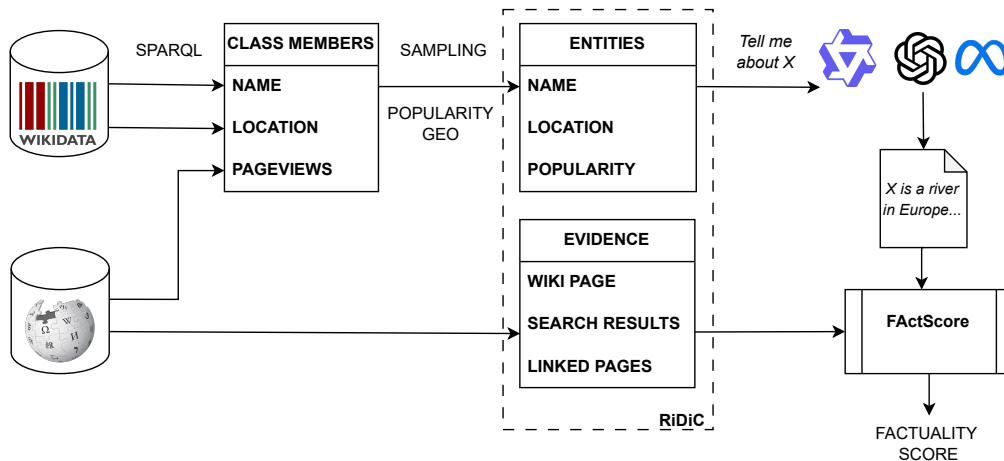 SPARQL
WIKIDATA
CLASS MEMBERS
NAME
LOCATION
PAGEVIEWS
SAMPLING
POPULARITY
GEO
ENTITIES
NAME
LOCATION
POPULARITY
EVIDENCE
WIKI PAGE
SEARCH RESULTS
LINKED PAGES
RiDiC
Tell me
about X
X is a river
in Europe...
FActScore
FACTUALITY
SCORE